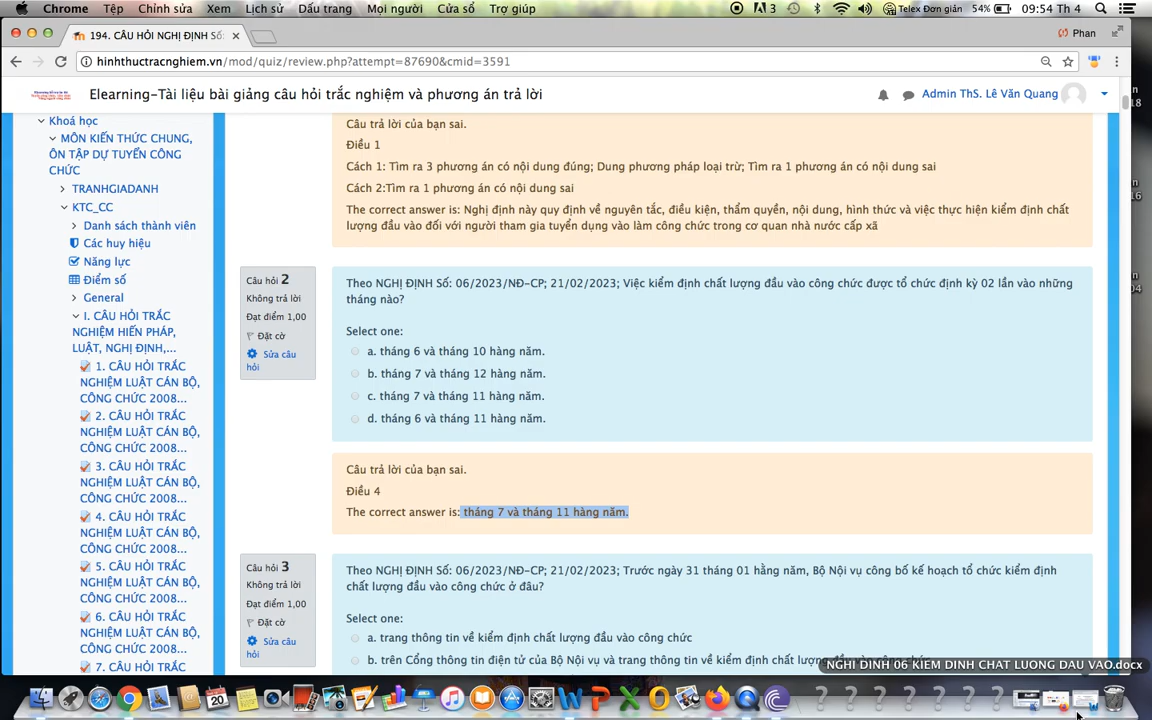 Chrome Tệp Chỉnh sửa Xem Lịch sử Dấu trang Mọi người Cửa sổ Trợ giúp 3 Telex Đơn giản 54% 09:54 Th 4
194. CÂU HỎI NGHỊ ĐỊNH SỐ: Phan
hinhthuctracnghiem.vn/mod/quiz/review.php?attempt=87690&cmid=3591
Elearning-Tài liệu bài giảng câu hỏi trắc nghiệm và phương án trả lời Admin ThS. Lê Văn Quang
Khoá học
MÔN KIẾN THỨC CHUNG,
ÔN TẬP DỰ TUYỂN CÔNG
CHỨC
TRANHGIADANH
KTC_CC
Danh sách thành viên
Các huy hiệu
Năng lực
Điểm số
General
I. CÂU HỎI TRẮC
NGHIỆM HIẾN PHÁP,
LUẬT, NGHỊ ĐỊNH,...
1. CÂU HỎI TRẮC
NGHIỆM LUẬT CÁN BỘ,
CÔNG CHỨC 2008...
2. CÂU HỎI TRẮC
NGHIỆM LUẬT CÁN BỘ,
CÔNG CHỨC 2008...
3. CÂU HỎI TRẮC
NGHIỆM LUẬT CÁN BỘ,
CÔNG CHỨC 2008...
4. CÂU HỎI TRẮC
NGHIỆM LUẬT CÁN BỘ,
CÔNG CHỨC 2008...
5. CÂU HỎI TRẮC
NGHIỆM LUẬT CÁN BỘ,
CÔNG CHỨC 2008...
6. CÂU HỎI TRẮC
NGHIỆM LUẬT CÁN BỘ,
CÔNG CHỨC 2008...
7. CÂU HỎI TRẮC
Câu trả lời của bạn sai.
Điều 1
Cách 1: Tìm ra 3 phương án có nội dung đúng; Dung phương pháp loại trừ; Tìm ra 1 phương án có nội dung sai
Cách 2:Tìm ra 1 phương án có nội dung sai
The correct answer is: Nghị định này quy định về nguyên tắc, điều kiện, thẩm quyền, nội dung, hình thức và việc thực hiện kiểm định chất
lượng đầu vào đối với người tham gia tuyển dụng vào làm công chức trong cơ quan nhà nước cấp xã
Câu hỏi 2
Không trả lời
Đạt điểm 1,00
Đặt cờ
Sửa câu
hỏi
Theo NGHỊ ĐỊNH Số: 06/2023/NĐ-CP; 21/02/2023; Việc kiểm định chất lượng đầu vào công chức được tổ chức định kỳ 02 lần vào những
tháng nào?
Select one:
a. tháng 6 và tháng 10 hàng năm.
b. tháng 7 và tháng 12 hàng năm.
c. tháng 7 và tháng 11 hàng năm.
d. tháng 6 và tháng 11 hàng năm.
Câu trả lời của bạn sai.
Điều 4
The correct answer is: tháng 7 và tháng 11 hàng năm.
Câu hỏi 3
Không trả lời
Đạt điểm 1,00
Đặt cờ
Sửa câu
hỏi
Theo NGHỊ ĐỊNH Số: 06/2023/NĐ-CP; 21/02/2023; Trước ngày 31 tháng 01 hằng năm, Bộ Nội vụ công bố kế hoạch tổ chức kiểm định
chất lượng đầu vào công chức ở đâu?
Select one:
a. trang thông tin về kiểm định chất lượng đầu vào công chức
b. trên Cổng thông tin điện tử của Bộ Nội vụ và trang thông tin về kiểm
NGHI DINH 06 KIEM DINH CHAT LUONG DAU VAO.docx